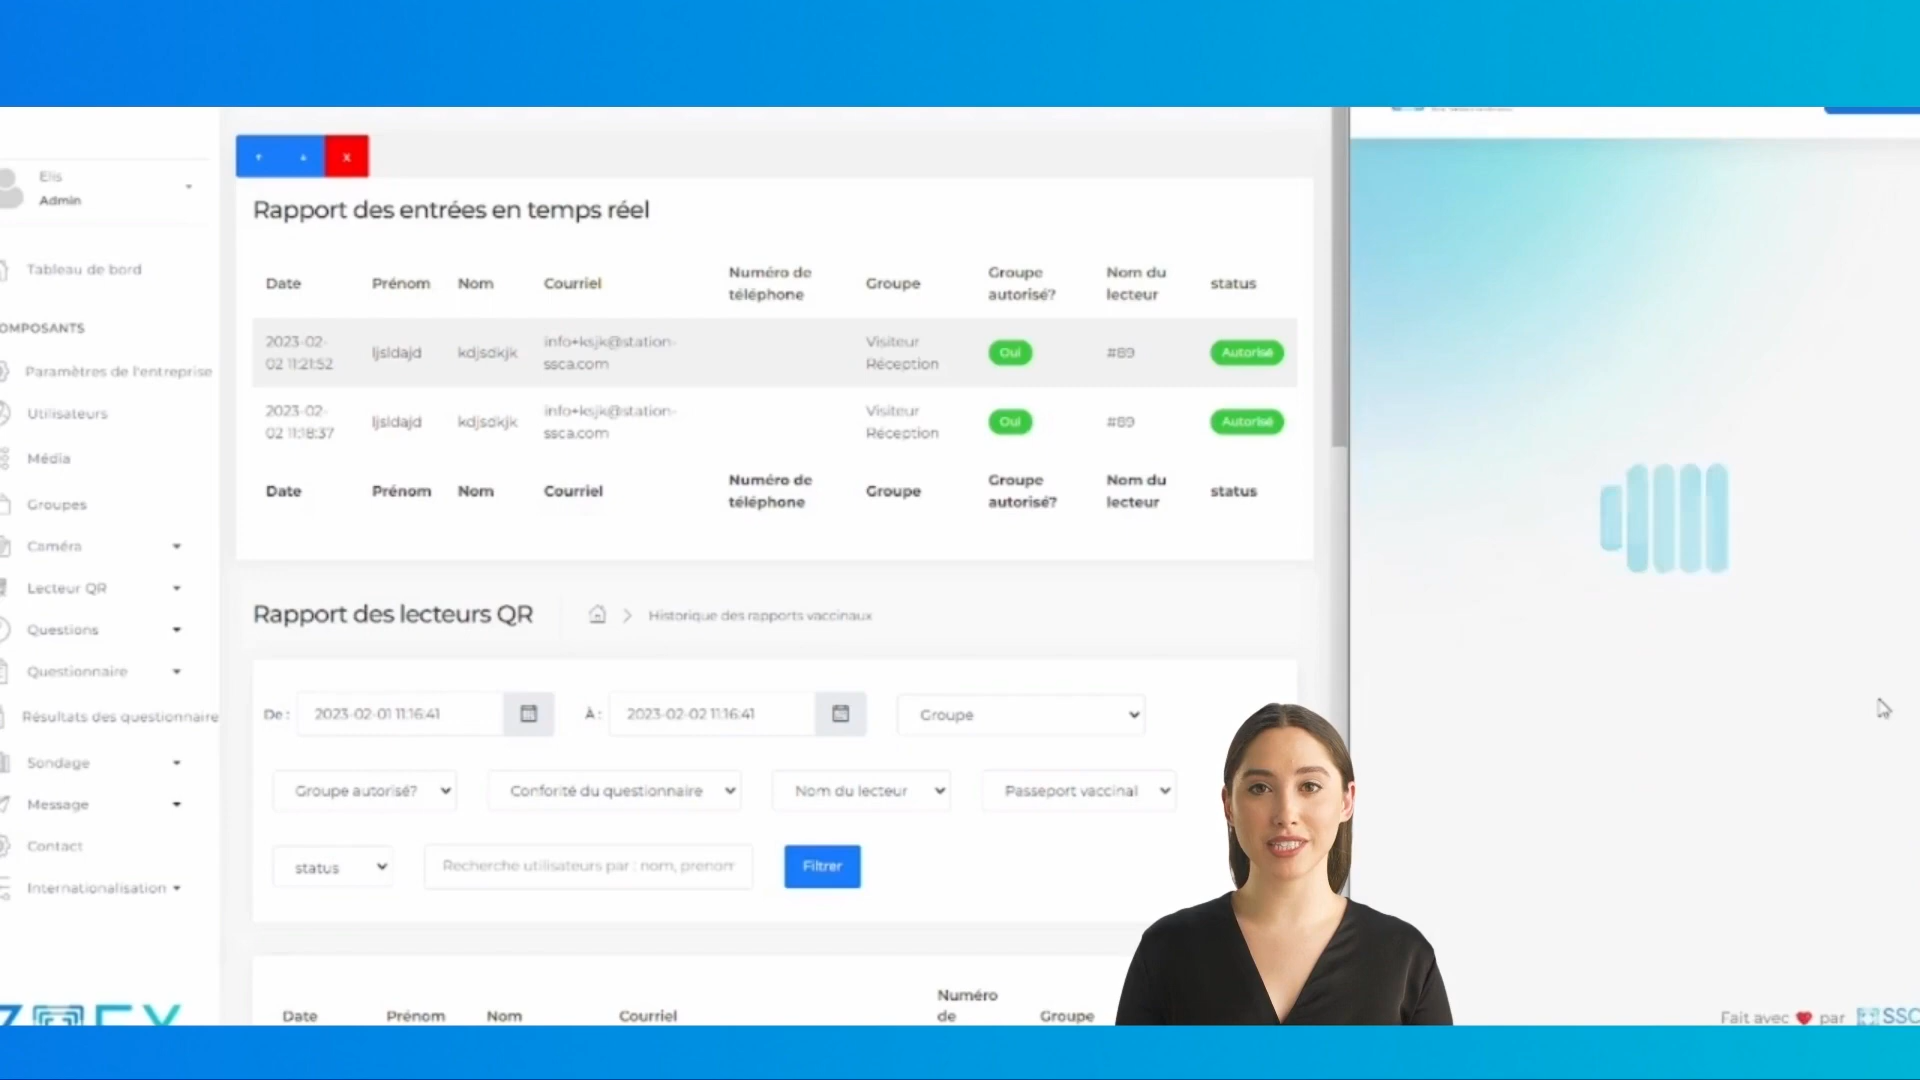 Elis
Admin
Tableau de bord
OMPOSANTS
Paramètres de l'entreprise
Utilisateurs
Média
Groupes
Caméra
Lecteur QR
Questions
Questionnaire
Résultats des questionnaire
Sondage
Message
Contact
Internationalisation
X
Rapport des entrées en temps réel
Date Prénom Nom Courriel Numéro de téléphone Groupe Groupe autorisé? Nom du lecteur status
2023-02-02 11:21:52 ljsldajd kdjsdkjk info+ksjk@station-ssca.com Visiteur Réception Oui #89 Autorisé
2023-02-02 11:18:37 ljsldajd kdjsdkjk info+ksjk@station-ssca.com Visiteur Réception Oui #89 Autorisé
Date Prénom Nom Courriel Numéro de téléphone Groupe Groupe autorisé? Nom du lecteur status
Rapport des lecteurs QR > Historique des rapports vaccinaux
De : 2023-02-01 11:16:41 À : 2023-02-02 11:16:41 Groupe
Groupe autorisé? Conforité du questionnaire Nom du lecteur Passeport vaccinal
status Recherche utilisateurs par : nom, prenom Filtrer
Date Prénom Nom Courriel Numéro de Groupe
Fait avec par SSC